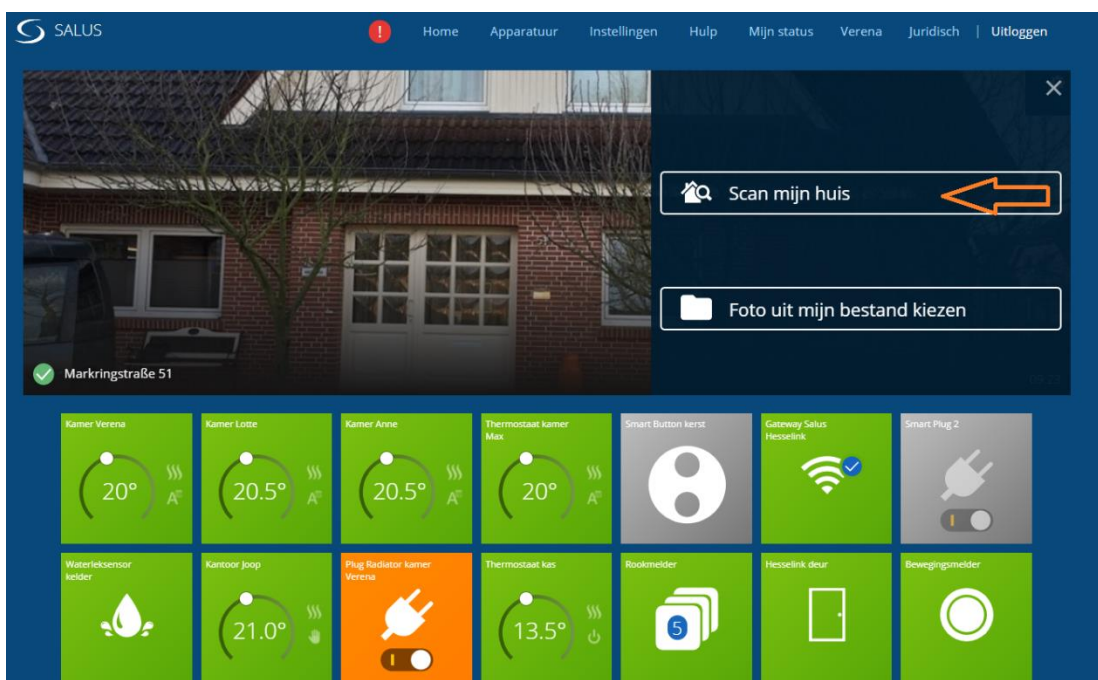 SALUS
! Home Apparatuur Instellingen Hulp Mijn status Verena Juridisch | Uitloggen
Scan mijn huis
Foto uit mijn bestand kiezen
Markringstraße 51
Kamer Verena
20°
A
Kamer Lotte
20.5°
A
Kamer Anne
20.5°
A
Thermostaat kamer
Max
20°
A
Smart Button kerst
Gateway Salus
Hesselink
Smart Plug 2
Waterleksensor
kelder
Kantoor Joop
21.0°
Plug Radiator kamer
Verena
Thermostaat kas
13.5°
Rookmelder
5
Hesselink deur
Bewegingsmelder